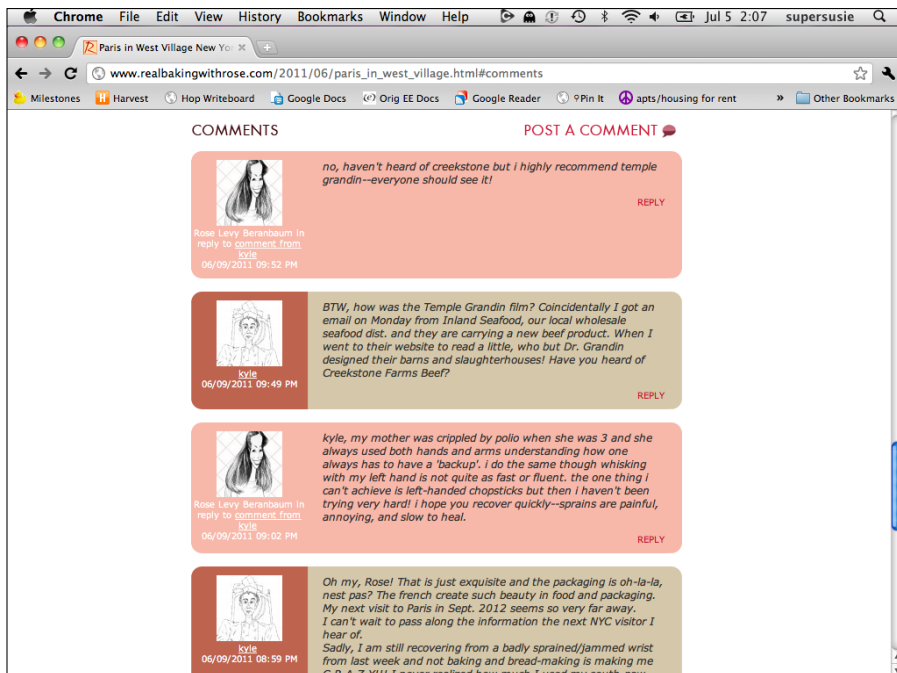 Chrome File Edit View History Bookmarks Window Help Jul 5 2:07 supersusie
Paris in West Village New Yor
www.realbakingwithrose.com/2011/06/paris_in_west_village.html#comments
Milestones Harvest Hop Writeboard Google Docs Orig EE Docs Google Reader Pin It apts/housing for rent » Other Bookmarks
COMMENTS POST A COMMENT
no, haven't heard of creekstone but i highly recommend temple
grandin--everyone should see it!
REPLY
Rose Levy Beranbaum in
reply to comment from
kyle
06/09/2011 09:52 PM
BTW, how was the Temple Grandin film? Coincidentally I got an
email on Monday from Inland Seafood, our local wholesale
seafood dist. and they are carrying a new beef product. When I
went to their website to read a little, who but Dr. Grandin
designed their barns and slaughterhouses! Have you heard of
Creekstone Farms Beef?
REPLY
kyle
06/09/2011 09:49 PM
kyle, my mother was crippled by polio when she was 3 and she
always used both hands and arms understanding how one
always has to have a 'backup'. i do the same though whisking
with my left hand is not quite as fast or fluent. the one thing i
can't achieve is left-handed chopsticks but then i haven't been
trying very hard! i hope you recover quickly--sprains are painful,
annoying, and slow to heal.
REPLY
Rose Levy Beranbaum in
reply to comment from
kyle
06/09/2011 09:02 PM
Oh my, Rose! That is just exquisite and the packaging is oh-la-la,
nest pas? The french create such beauty in food and packaging.
My next visit to Paris in Sept. 2012 seems so very far away.
I can't wait to pass along the information the next NYC visitor I
hear of.
Sadly, I am still recovering from a badly sprained/jammed wrist
from last week and not baking and bread-making is making me
kyle
06/09/2011 08:59 PM